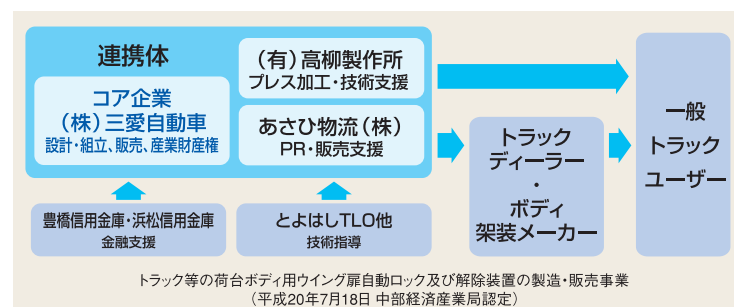 連携体
コア企業
（株）三愛自動車
設計・組立、販売、産業財産権
（有）高柳製作所
プレス加工・技術支援
あさひ物流（株）
PR・販売支援
トラック
ディーラー
・
ボディ
架装メーカー
一般
トラック
ユーザー
豊橋信用金庫・浜松信用金庫
金融支援
とよはしTLO他
技術指導
トラック等の荷台ボディ用ウイング扉自動ロック及び解除装置の製造・販売事業
（平成20年7月18日 中部経済産業局認定）